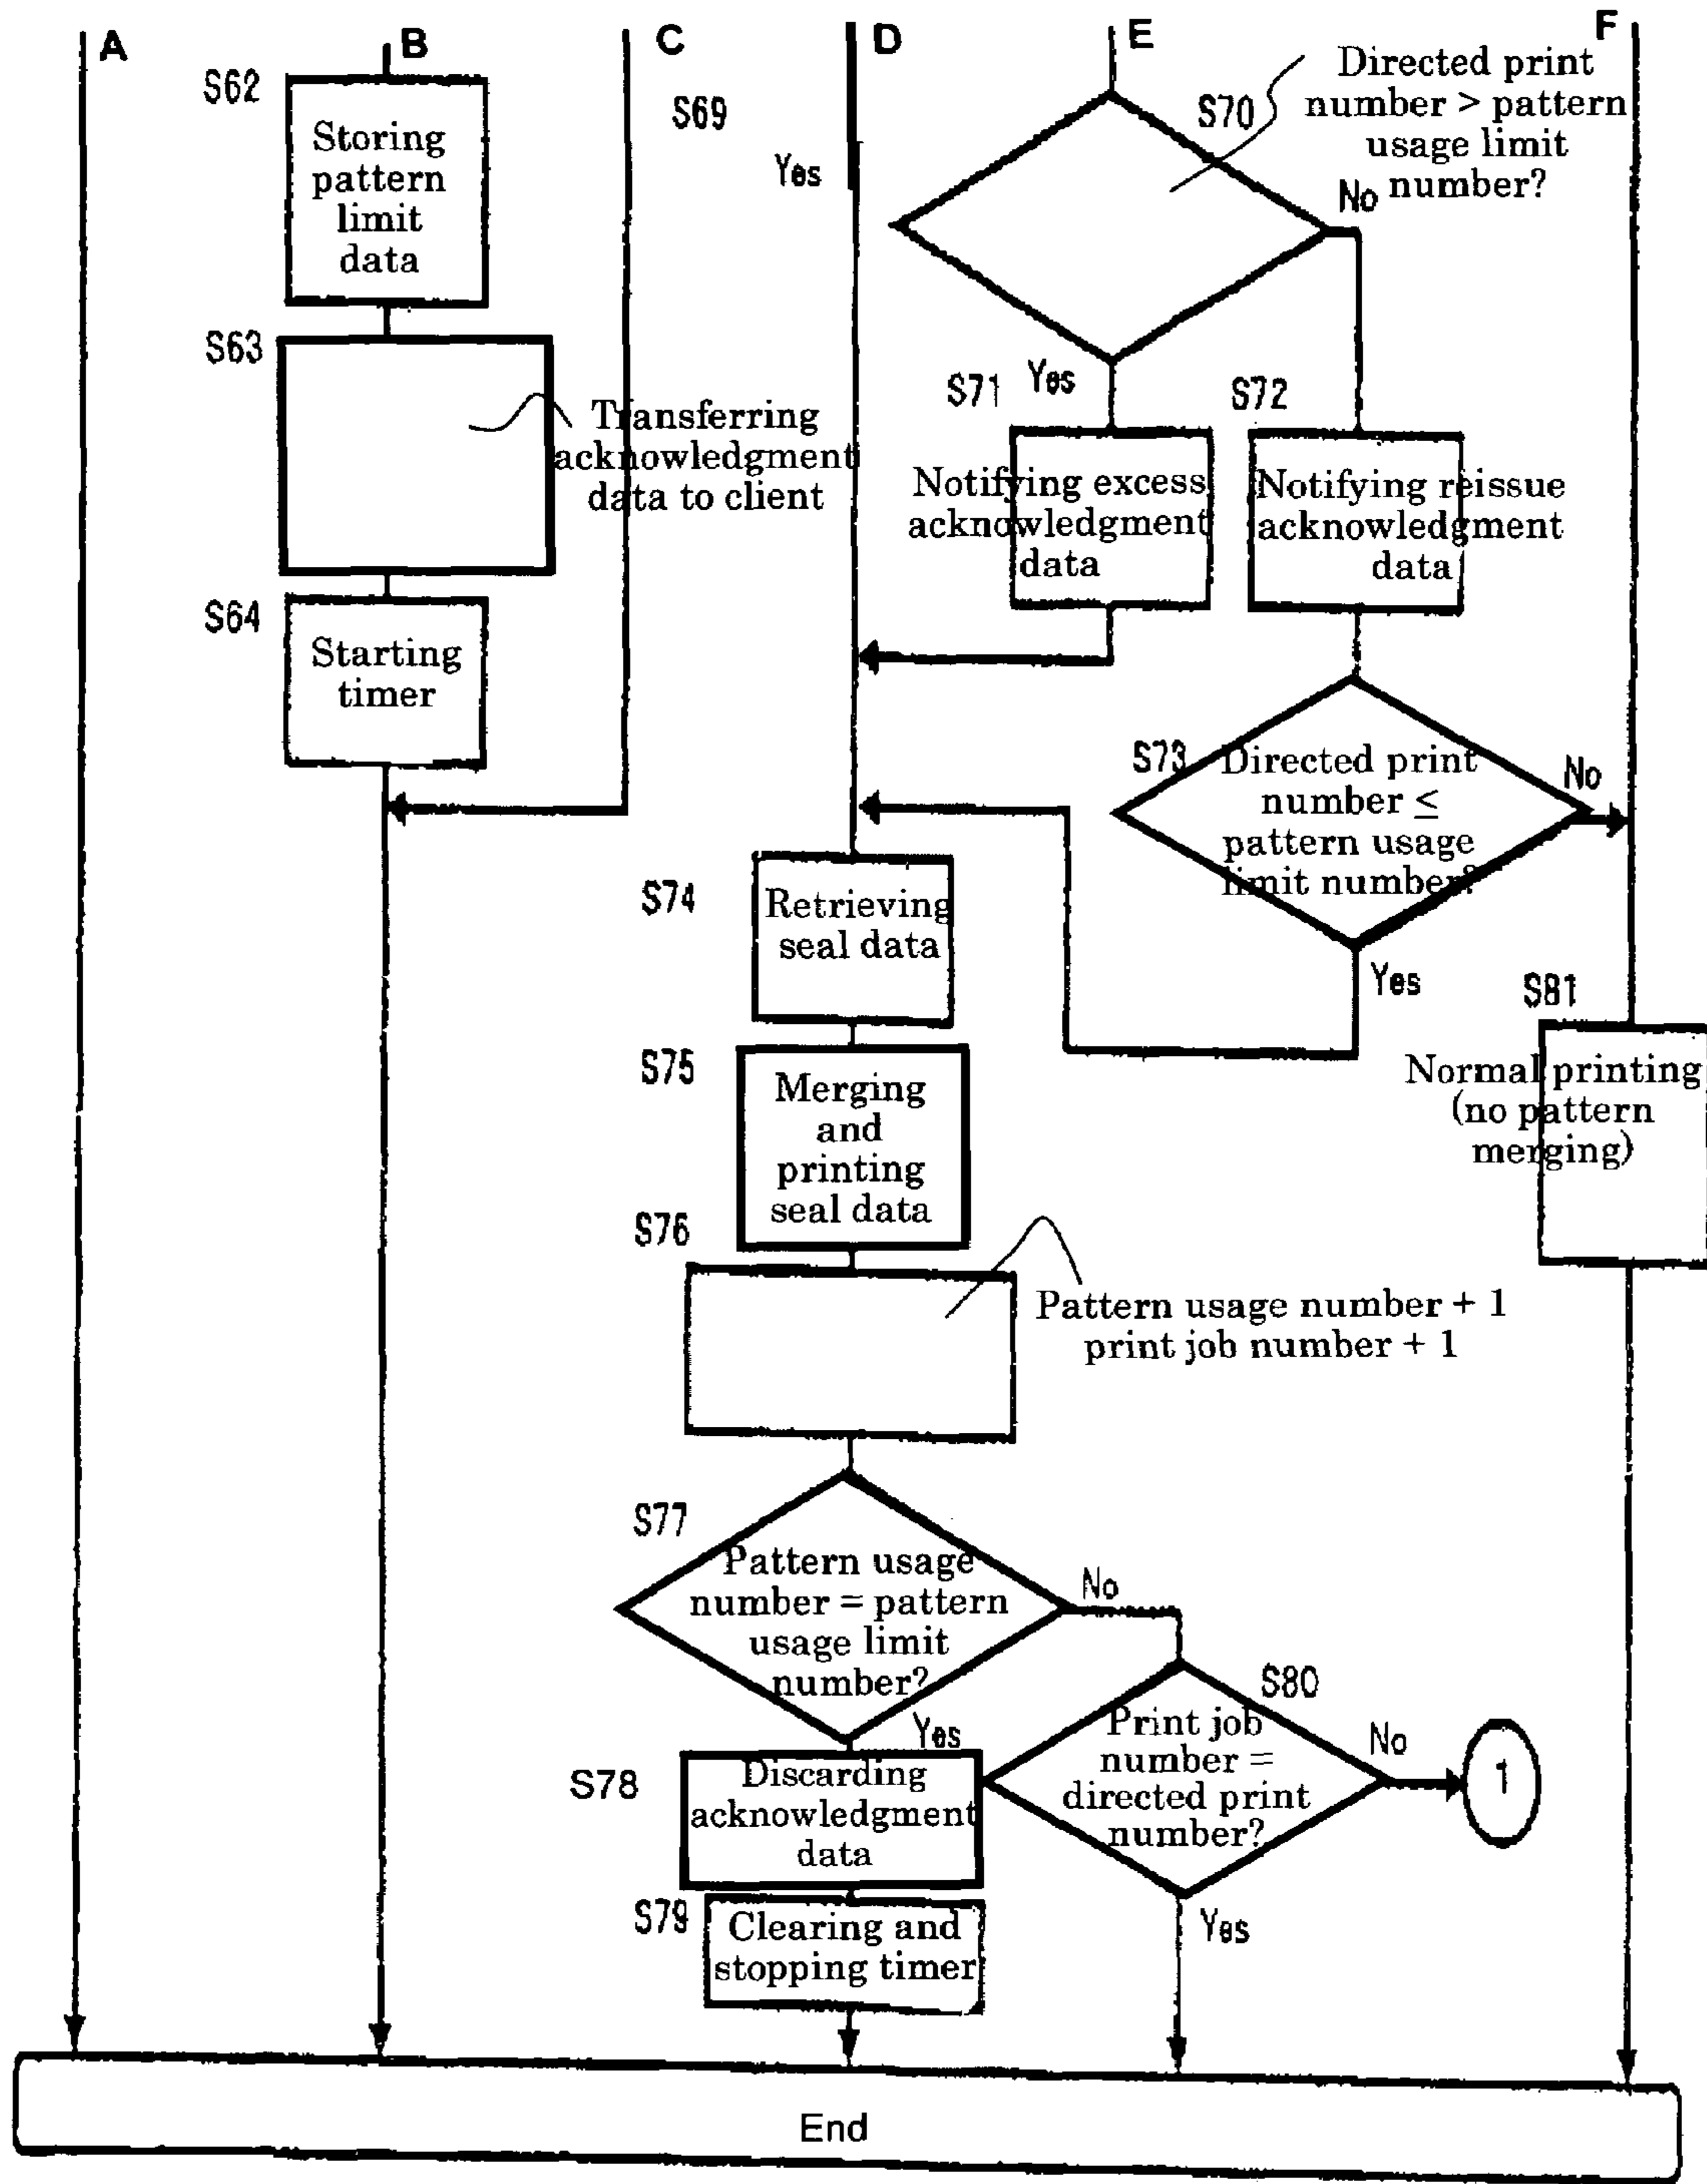 A
B
C
D
E
F
S62
Storing
pattern
limit
data
S63
Transferring
acknowledgment
data to client
S64
Starting
timer
S69
Yes
S70
Directed print
number > pattern
usage limit
number?
No
Yes
S71
Notifying excess
acknowledgment
data
S72
Notifying reissue
acknowledgment
data
S73
Directed print
number ≤
pattern usage
limit number?
No
Yes
S74
Retrieving
seal data
S75
Merging
and
printing
seal data
S76
Pattern usage number + 1
print job number + 1
S81
Normal printing
(no pattern
merging)
S77
Pattern usage
number = pattern
usage limit
number?
No
Yes
S78
Discarding
acknowledgment
data
S79
Clearing and
stopping timer
S80
Print job
number =
directed print
number?
No
1
Yes
End